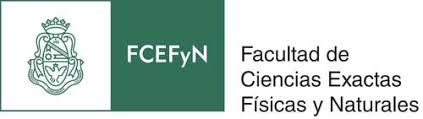 FCEFyN
Facultad de
Ciencias Exactas
Físicas y Naturales